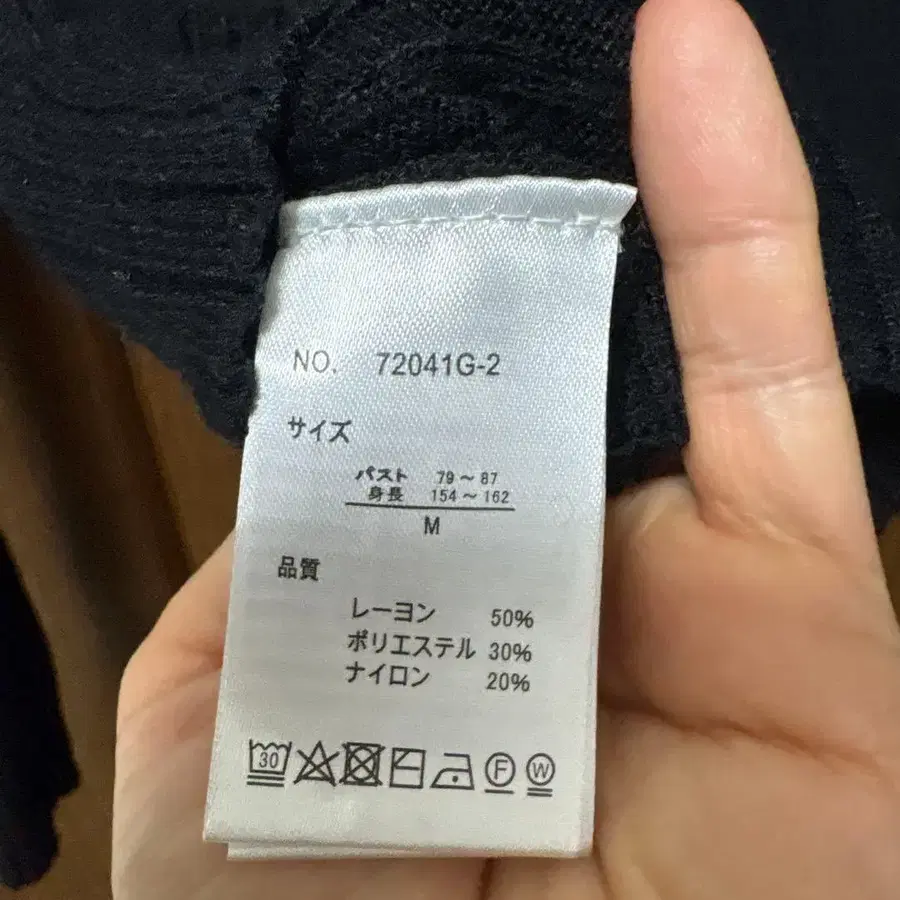 NO. 72041G-2
サイズ
バスト 79～87
身長 154～162
M
品質
レーヨン 50%
ポリエステル 30%
ナイロン 20%
30 F W